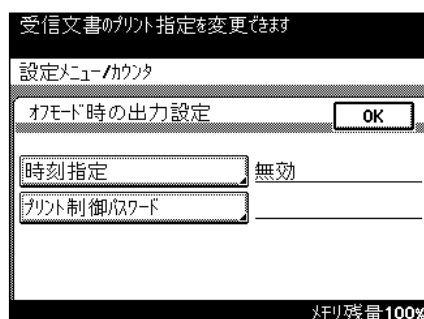 受信文書のﾌﾟﾘﾝﾄ指定を変更できます
設定ﾒﾆｭｰ/ｶｳﾝﾀ
ｵﾌﾓｰﾄﾞ時の出力設定 OK
時刻指定 無効
ﾌﾟﾘﾝﾄ制御ﾊﾟｽﾜｰﾄﾞ
ﾒﾓﾘ残量100%